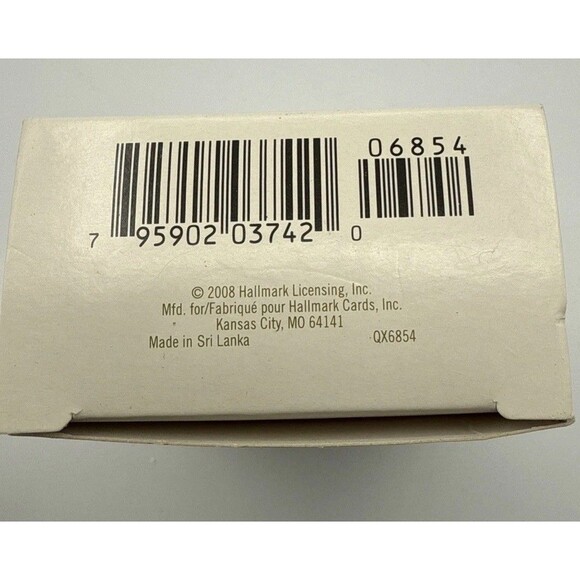 06854
7 95902 03742 0
© 2008 Hallmark Licensing, Inc.
Mfd. for/Fabriqué pour Hallmark Cards, Inc.
Kansas City, MO 64141
Made in Sri Lanka QX6854